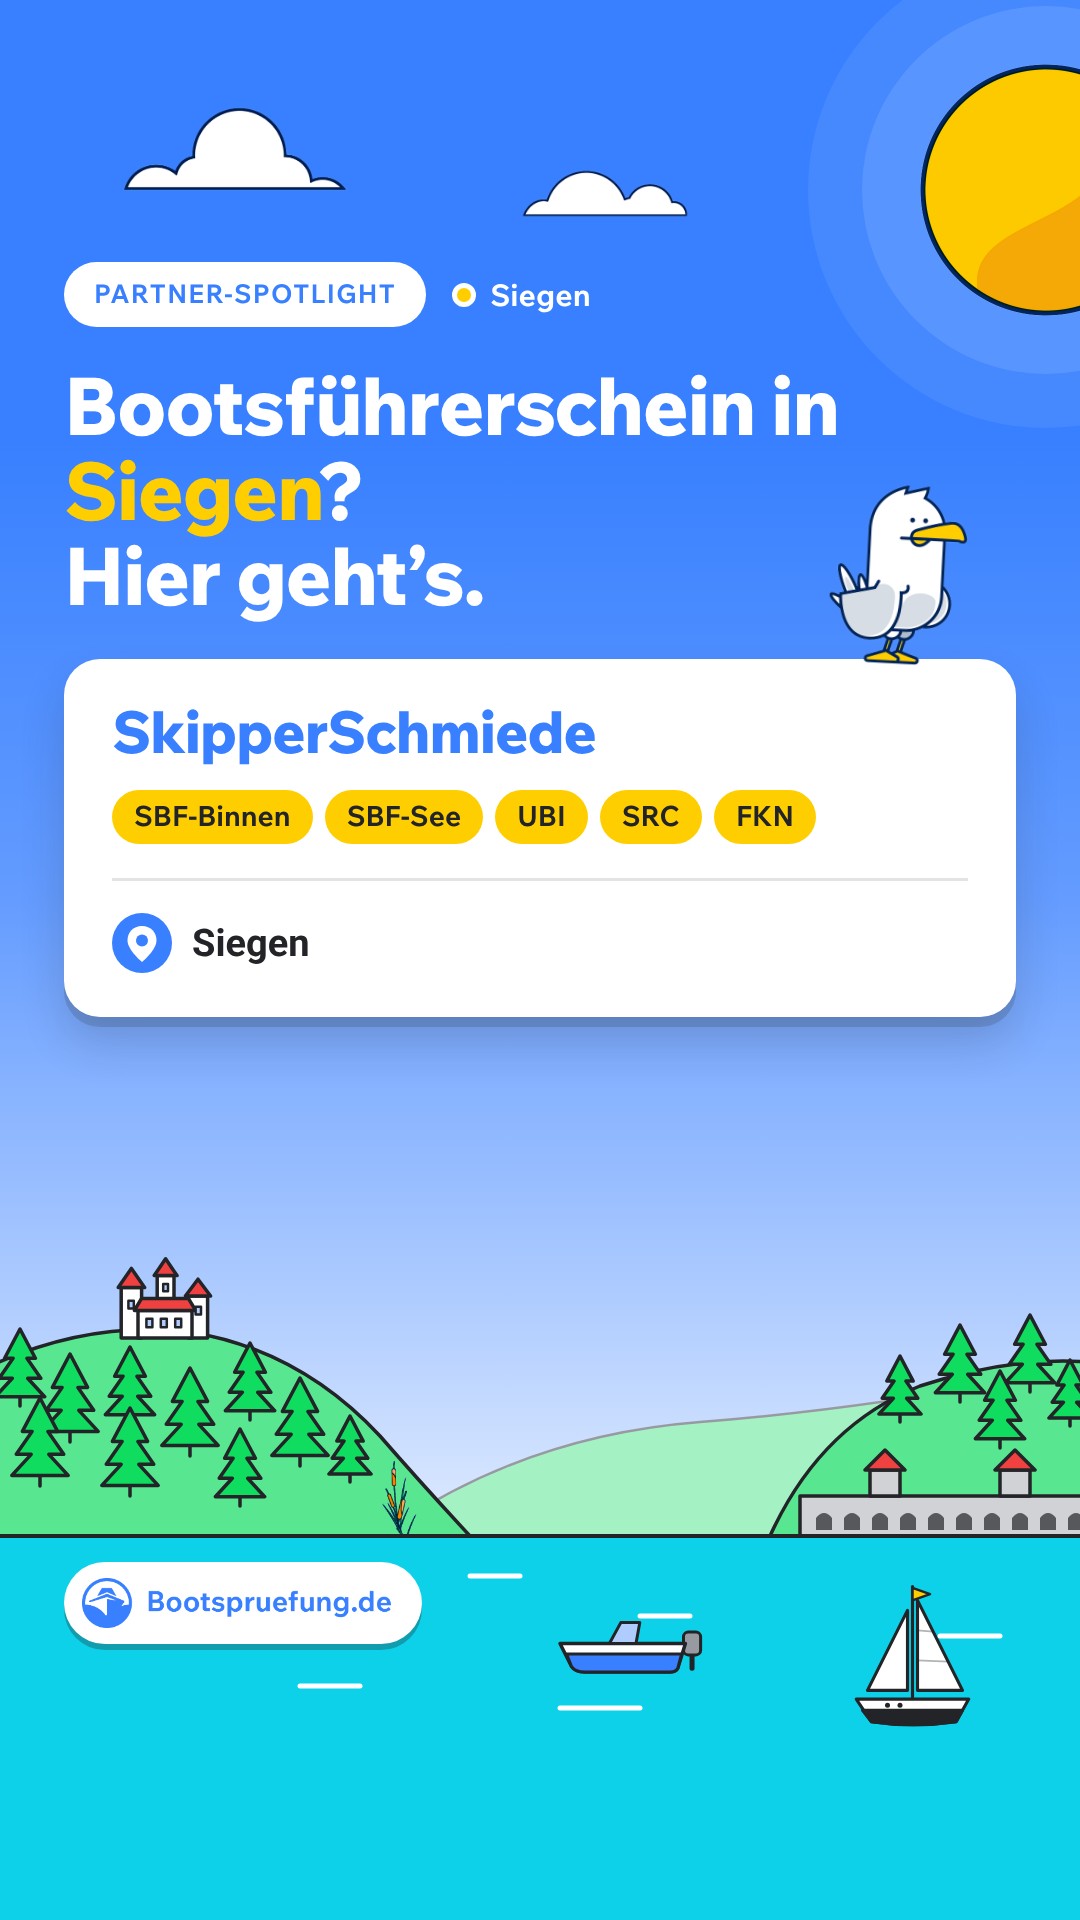 PARTNER-SPOTLIGHT
Siegen
Bootsführerschein in
Siegen?
Hier geht’s.
SkipperSchmiede
SBF-Binnen SBF-See UBI SRC FKN
Siegen
Bootspruefung.de